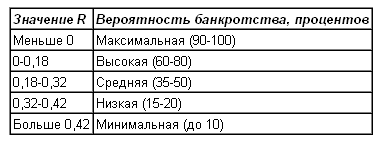 Значение R Вероятность банкротства, процентов
Меньше 0 Максимальная (90-100)
0-0,18 Высокая (60-80)
0,18-0,32 Средняя (35-50)
0,32-0,42 Низкая (15-20)
Больше 0,42 Минимальная (до 10)